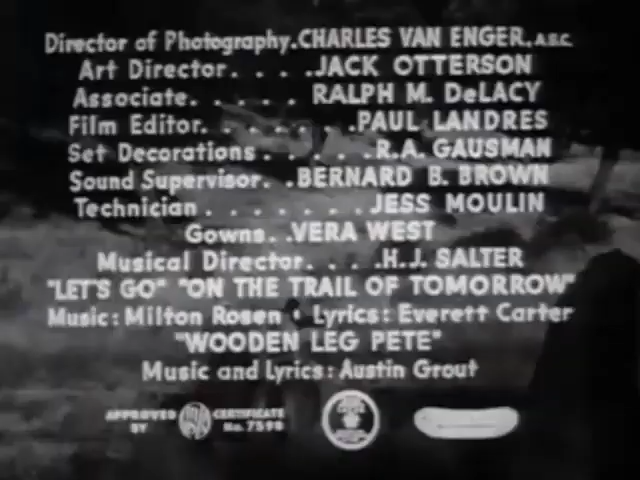 Director of Photography.CHARLES VAN ENGER, A.S.C.
Art Director. . . .JACK OTTERSON
Associate. . . . . RALPH M. DeLACY
Film Editor. . . . . . .PAUL LANDRES
Set Decorations . . . . .R.A. GAUSMAN
Sound Supervisor. .BERNARD B. BROWN
Technician . . . . . . .JESS MOULIN
Gowns. .VERA WEST
Musical Director. . . .H.J. SALTER
"LET'S GO" "ON THE TRAIL OF TOMORROW"
Music: Milton Rosen • Lyrics: Everett Carter
"WOODEN LEG PETE"
Music and Lyrics: Austin Grout
APPROVED BY CERTIFICATE No. 7598